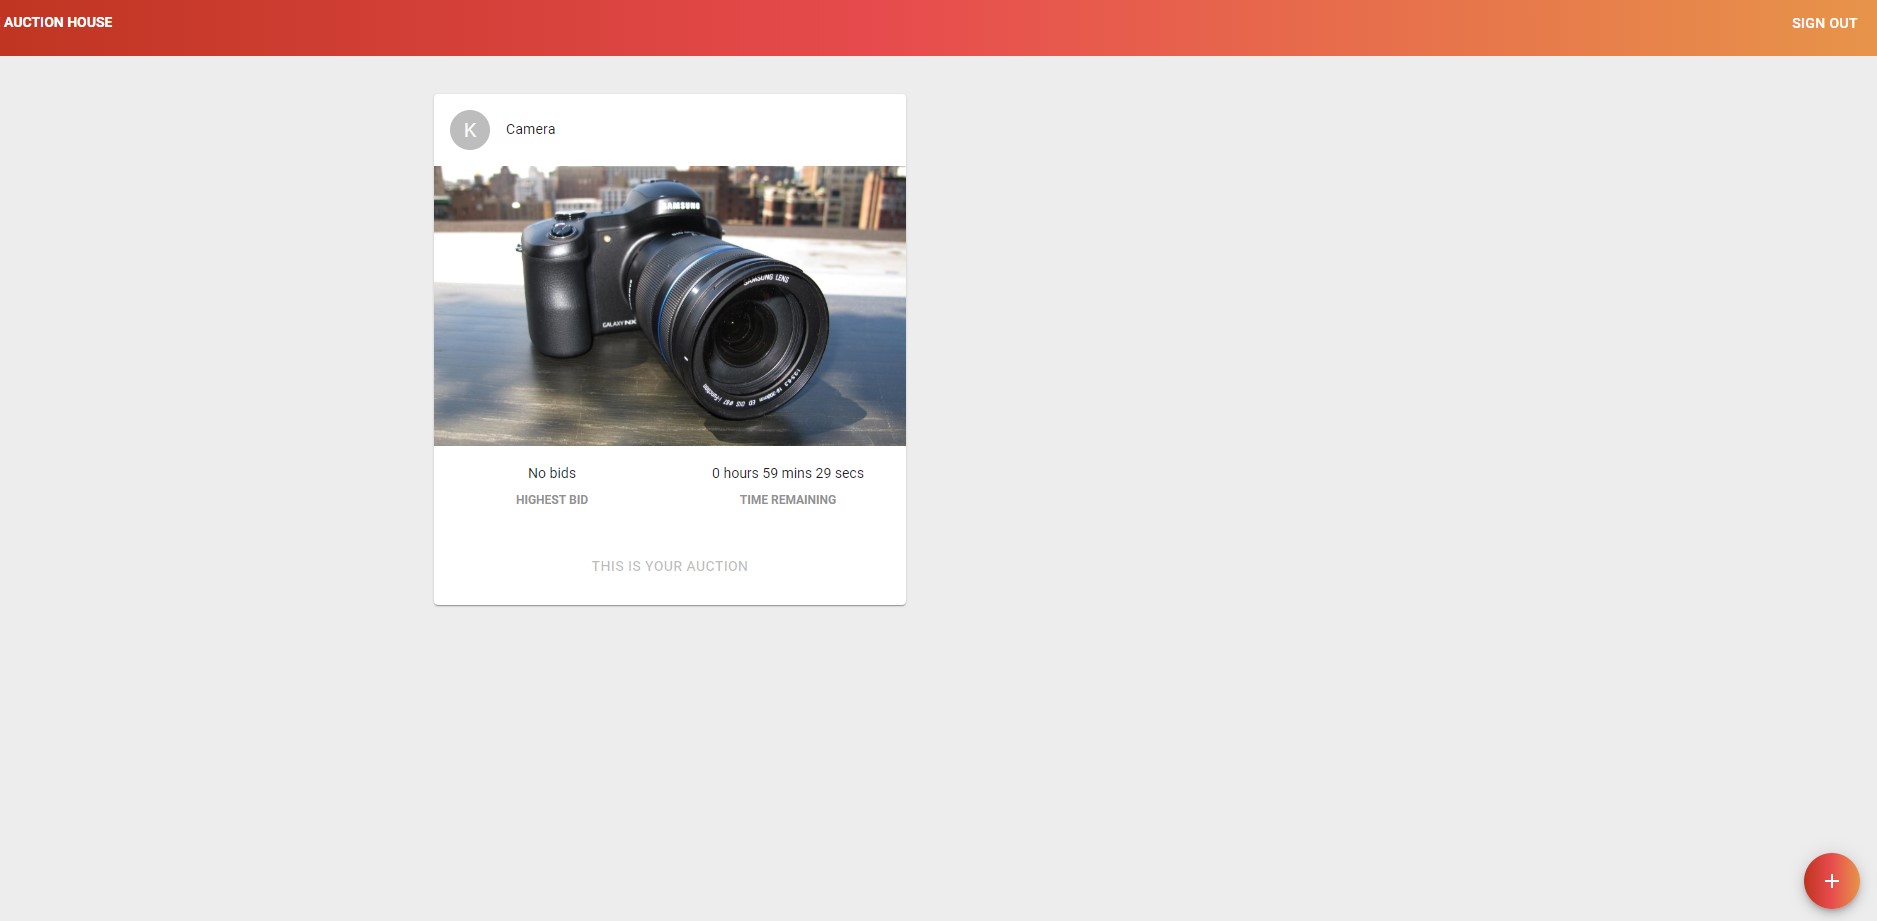 AUCTION HOUSE
SIGN OUT
K
Camera
SAMSUNG
SAMSUNG LENS
GALAXY NX
No bids
0 hours 59 mins 29 secs
HIGHEST BID
TIME REMAINING
THIS IS YOUR AUCTION
+